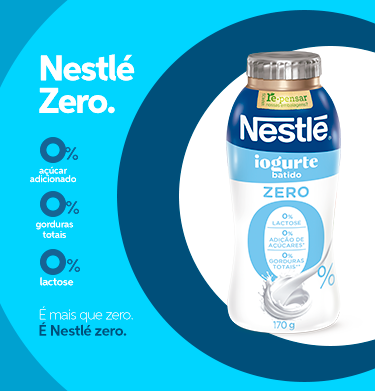 Nestlé
Zero.
0%
açúcar
adicionado
0%
gorduras
totais
0%
lactose
É mais que zero.
É Nestlé zero.
re·pensar
Nestlé
iogurte
batido
ZERO
0%
0%
LACTOSE
0%
ADIÇÃO DE
AÇÚCARES*
0%
GORDURAS
TOTAIS**
170 g